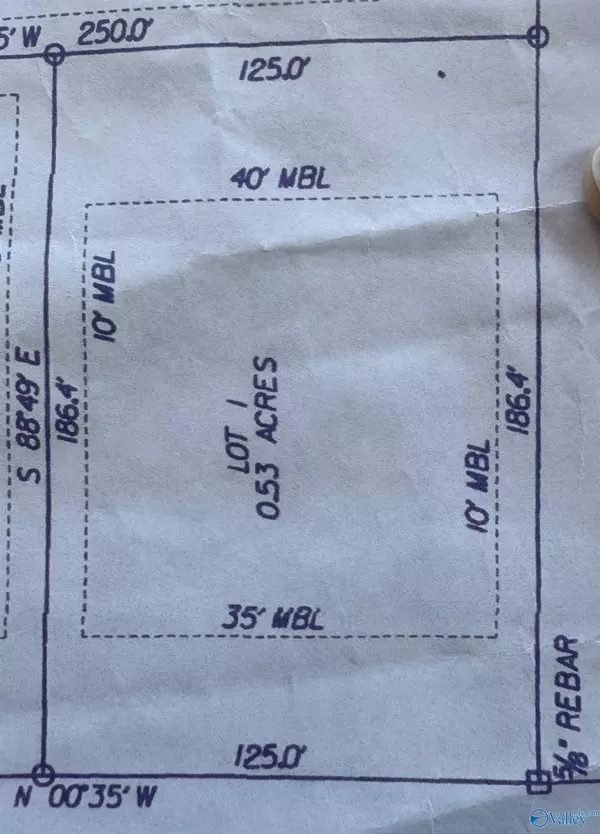 5' W
250.0'
125.0'
40' MBL
10' MBL
S 88°49' E
186.4'
LOT 1
0.53 ACRES
10' MBL
186.4'
35' MBL
125.0'
N 00°35' W
5/8" REBAR
Valley